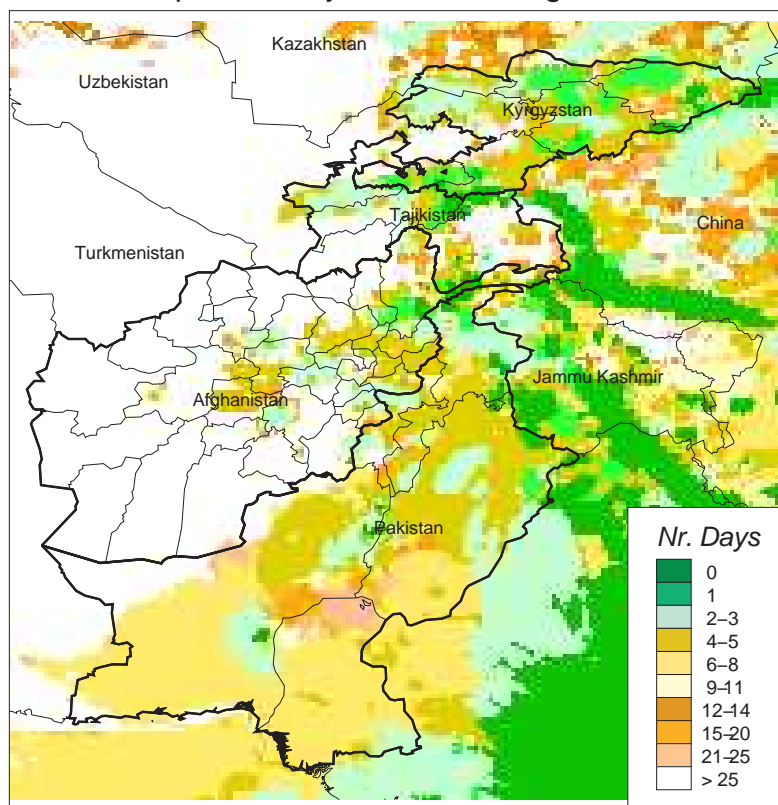 Kazakhstan
Uzbekistan
Kyrgyzstan
Tajikistan
China
Turkmenistan
Jammu Kashmir
Afghanistan
Pakistan
Nr. Days
0
1
2–3
4–5
6–8
9–11
12–14
15–20
21–25
> 25